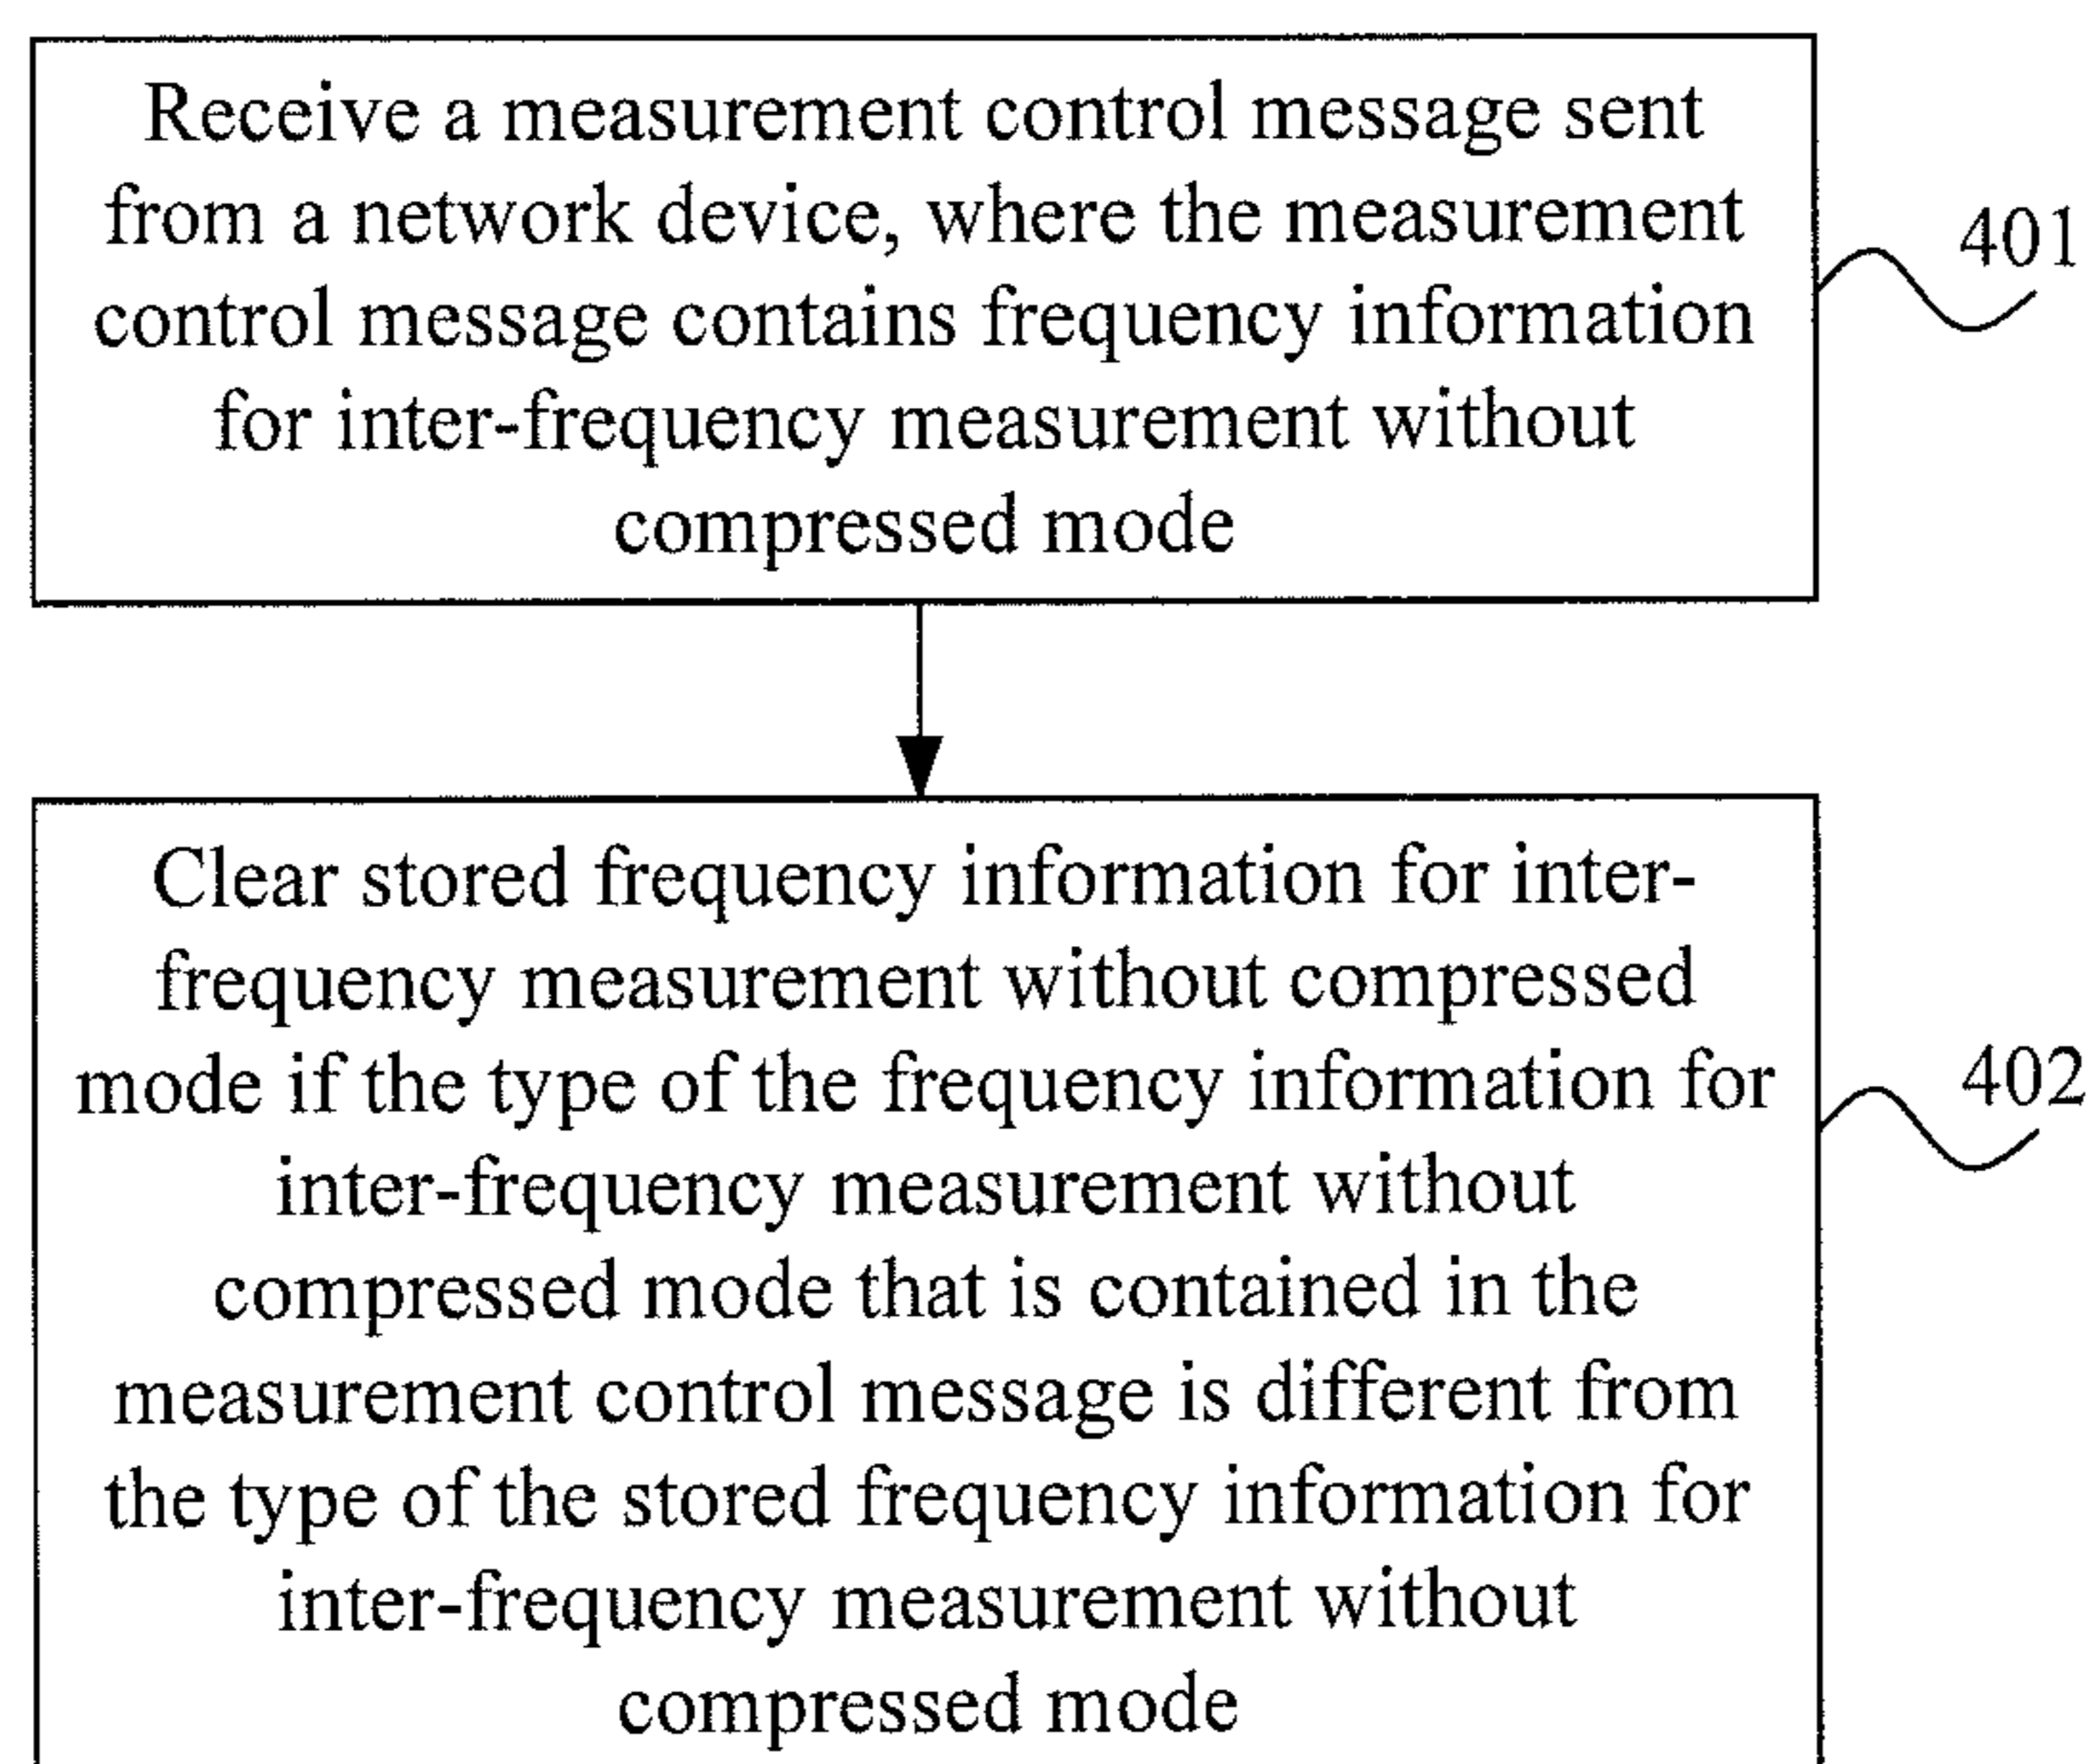 Receive a measurement control message sent
from a network device, where the measurement
control message contains frequency information
for inter-frequency measurement without
compressed mode
401
Clear stored frequency information for inter-
frequency measurement without compressed
mode if the type of the frequency information for
inter-frequency measurement without
compressed mode that is contained in the
measurement control message is different from
the type of the stored frequency information for
inter-frequency measurement without
compressed mode
402